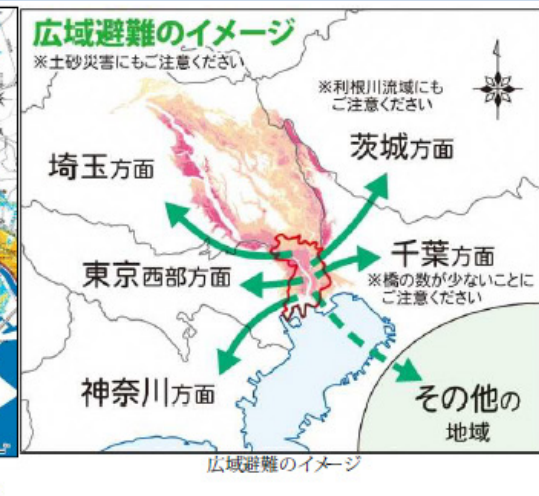 広域避難のイメージ
※土砂災害にもご注意ください
※利根川流域にも
ご注意ください
茨城方面
埼玉方面
千葉方面
※橋の数が少ないことに
ご注意ください
東京西部方面
神奈川方面
その他の
地域
広域避難のイメージ